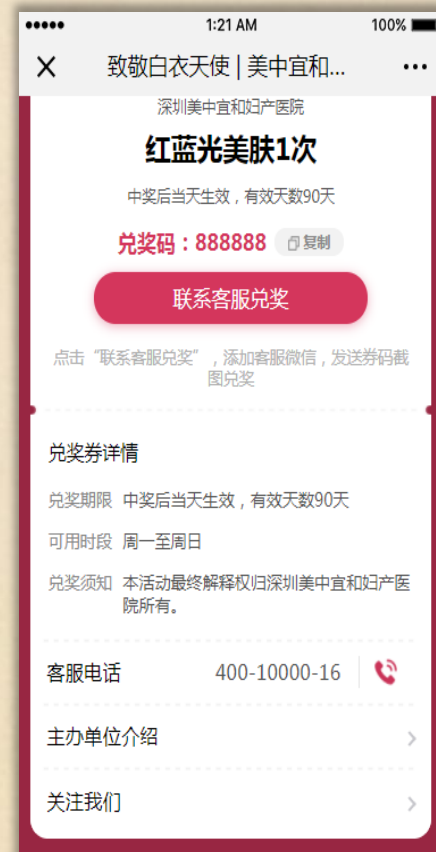 1:21 AM
100%
致敬白衣天使 | 美中宜和...
深圳美中宜和妇产医院
红蓝光美肤1次
中奖后当天生效，有效天数90天
兑奖码：888888 复制
联系客服兑奖
点击“联系客服兑奖”，添加客服微信，发送券码截
图兑奖
兑奖券详情
兑奖期限 中奖后当天生效，有效天数90天
可用时段 周一至周日
兑奖须知 本活动最终解释权归深圳美中宜和妇产医
院所有。
客服电话 400-10000-16
主办单位介绍
关注我们